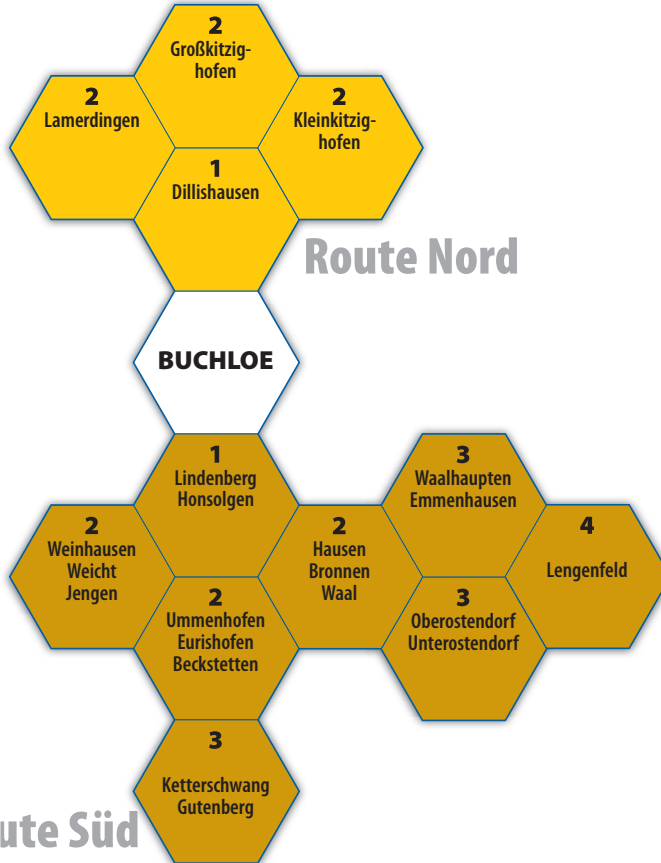 2
Großkitzig-
hofen
2
Lamerdingen
2
Kleinkitzig-
hofen
1
Dillishausen
Route Nord
BUCHLOE
1
Lindenberg
Honsolgen
3
Waalhaupten
Emmenhausen
2
Weinhausen
Weicht
Jengen
2
Hausen
Bronnen
Waal
4
Lengenfeld
2
Ummenhofen
Eurishofen
Beckstetten
3
Oberostendorf
Unterostendorf
3
Ketterschwang
Gutenberg
ute Süd